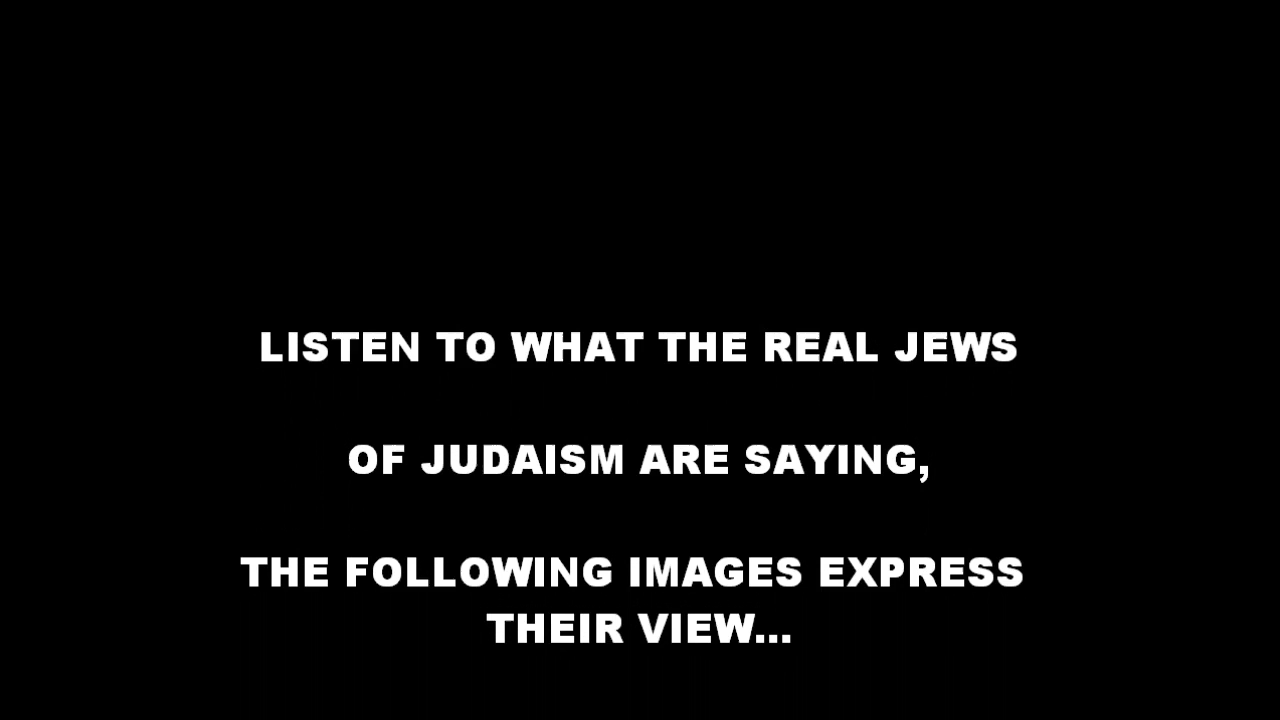 LISTEN TO WHAT THE REAL JEWS
OF JUDAISM ARE SAYING,
THE FOLLOWING IMAGES EXPRESS
THEIR VIEW...